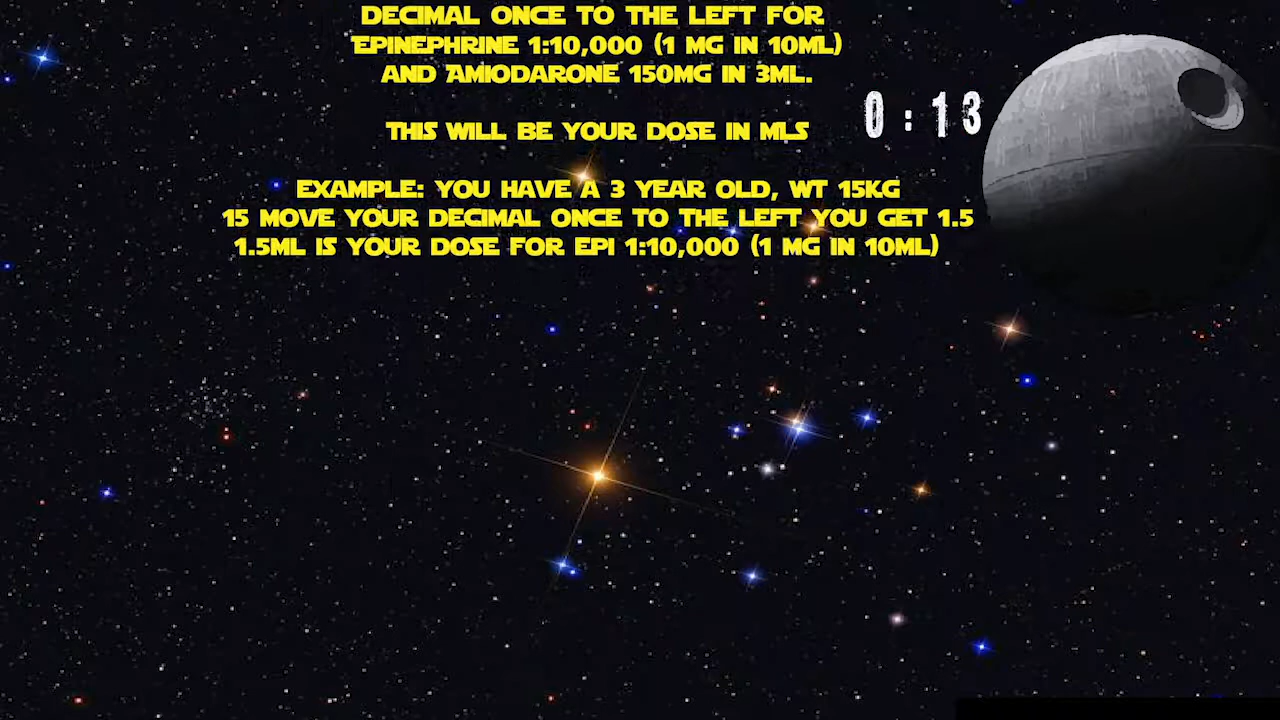 DECIMAL ONCE TO THE LEFT FOR
EPINEPHRINE 1:10,000 (1 MG IN 10ML)
AND AMIODARONE 150MG IN 3ML.
THIS WILL BE YOUR DOSE IN MLS
0:13
EXAMPLE: YOU HAVE A 3 YEAR OLD, WT 15KG
15 MOVE YOUR DECIMAL ONCE TO THE LEFT YOU GET 1.5
1.5ML IS YOUR DOSE FOR EPI 1:10,000 (1 MG IN 10ML)